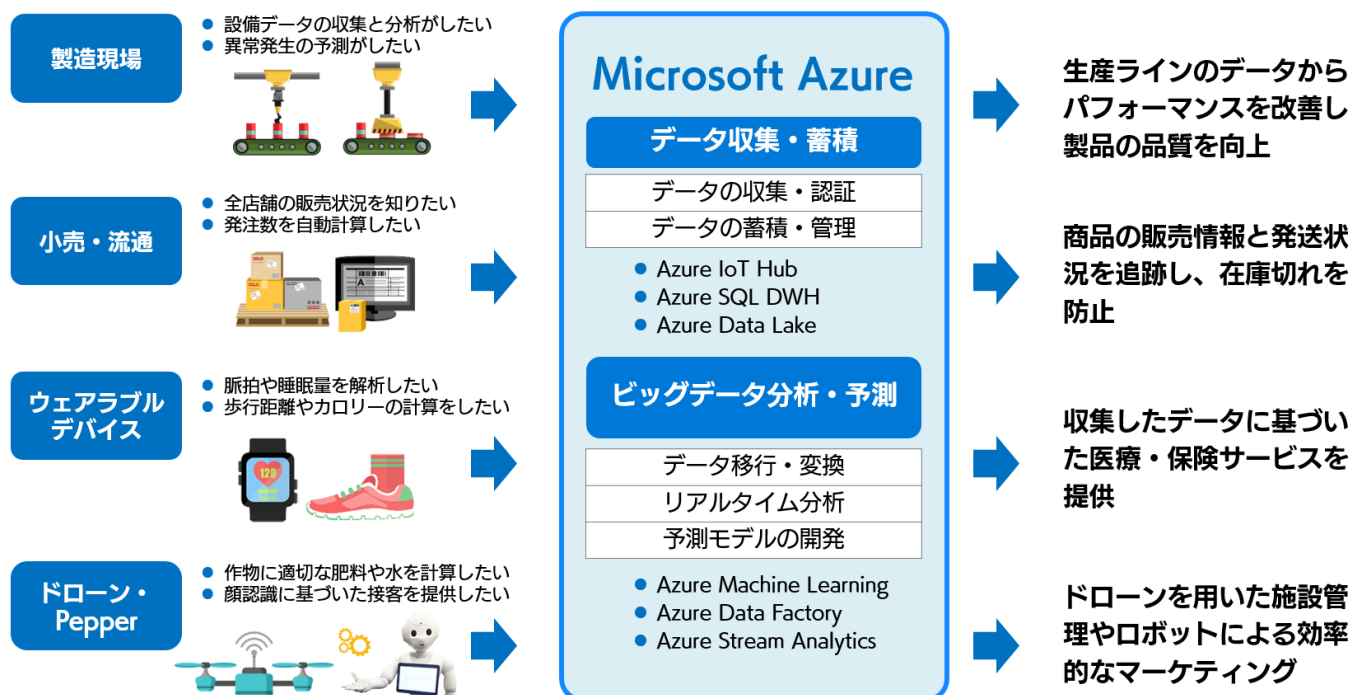 製造現場
設備データの収集と分析がしたい
異常発生の予測がしたい
小売・流通
全店舗の販売状況を知りたい
発注数を自動計算したい
A
ウェアラブル
デバイス
脈拍や睡眠量を解析したい
歩行距離やカロリーの計算をしたい
120
ドローン・
Pepper
作物に適切な肥料や水を計算したい
顔認識に基づいた接客を提供したい
Microsoft Azure
データ収集・蓄積
データの収集・認証
データの蓄積・管理
Azure IoT Hub
Azure SQL DWH
Azure Data Lake
ビッグデータ分析・予測
データ移行・変換
リアルタイム分析
予測モデルの開発
Azure Machine Learning
Azure Data Factory
Azure Stream Analytics
生産ラインのデータから
パフォーマンスを改善し
製品の品質を向上
商品の販売情報と発送状
況を追跡し、在庫切れを
防止
収集したデータに基づい
た医療・保険サービスを
提供
ドローンを用いた施設管
理やロボットによる効率
的なマーケティング